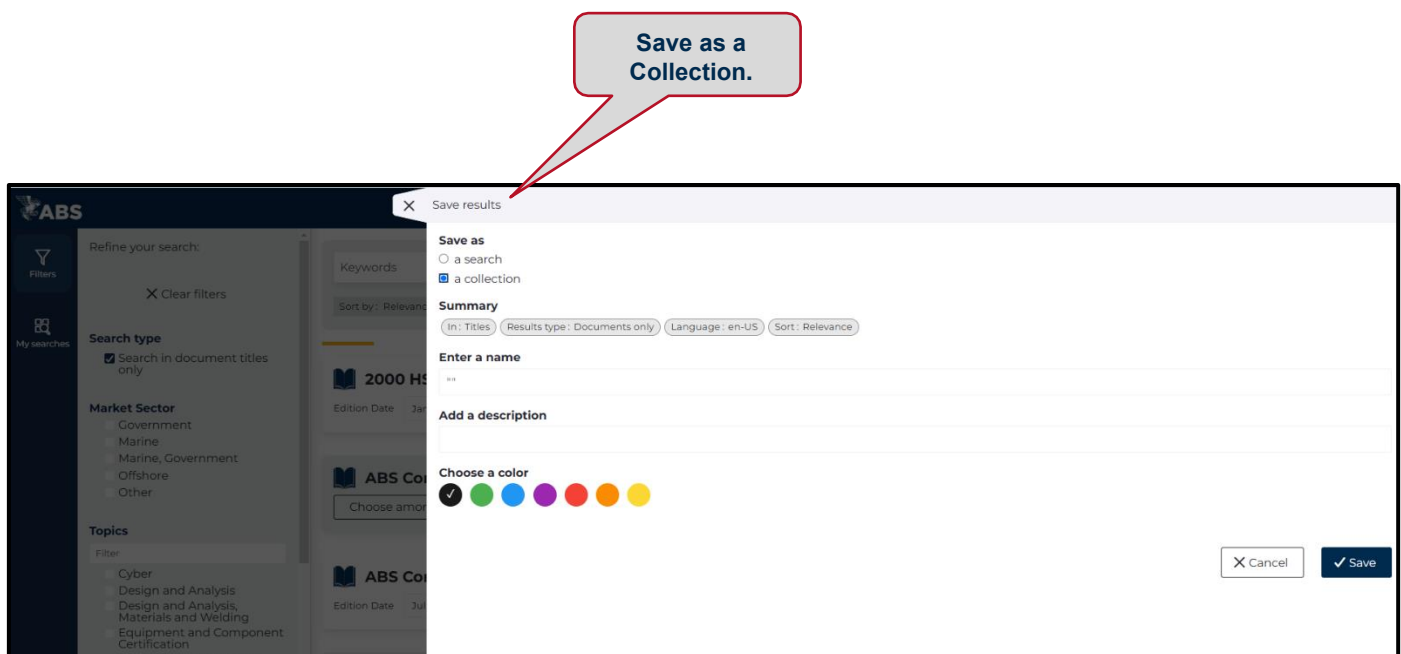 Save as a
Collection.
ABS
Save results
Filters
My searches
Refine your search:
Clear filters
Search type
Search in document titles
only
Market Sector
Government
Marine
Marine, Government
Offshore
Other
Topics
Filter
Cyber
Design and Analysis
Design and Analysis,
Materials and Welding
Equipment and Component
Certification
Keywords
Sort by : Relevanc
2000 HS
Edition Date Jan
ABS Co
Choose amor
ABS Co
Edition Date Jul
Save as
a search
a collection
Summary
In : Titles Results type : Documents only Language : en-US Sort : Relevance
Enter a name
""
Add a description
Choose a color
Cancel Save